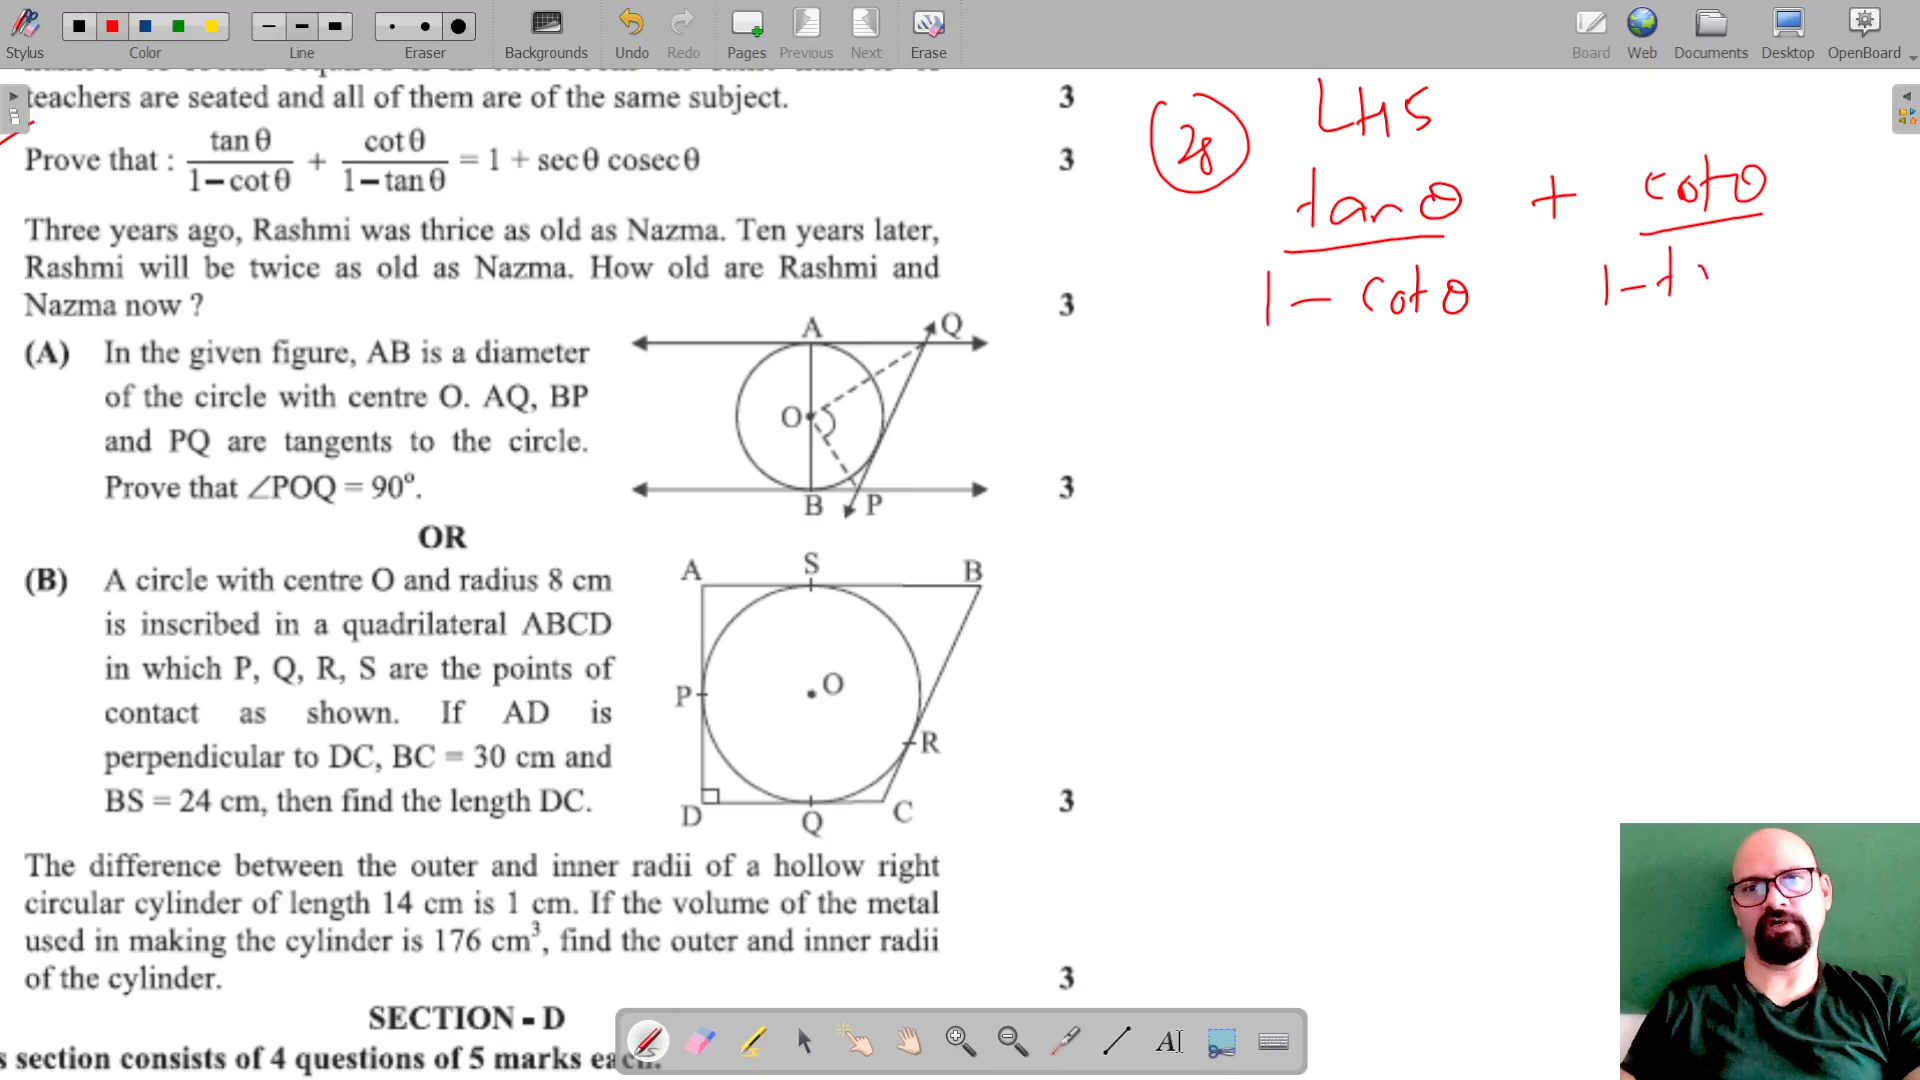 Stylus Color Line Eraser Backgrounds Undo Redo Pages Previous Next Erase Board Web Documents Desktop OpenBoard
teachers are seated and all of them are of the same subject. 3
Prove that : tanθ/(1−cotθ) + cotθ/(1−tanθ) = 1 + secθ cosecθ 3
Three years ago, Rashmi was thrice as old as Nazma. Ten years later,
Rashmi will be twice as old as Nazma. How old are Rashmi and
Nazma now ? 3
(A) In the given figure, AB is a diameter
of the circle with centre O. AQ, BP
and PQ are tangents to the circle.
Prove that ∠POQ = 90°. 3
A Q
O
B P
OR
(B) A circle with centre O and radius 8 cm
is inscribed in a quadrilateral ABCD
in which P, Q, R, S are the points of
contact as shown. If AD is
perpendicular to DC, BC = 30 cm and
BS = 24 cm, then find the length DC. 3
A S B
P O
R
D Q C
The difference between the outer and inner radii of a hollow right
circular cylinder of length 14 cm is 1 cm. If the volume of the metal
used in making the cylinder is 176 cm³, find the outer and inner radii
of the cylinder. 3
SECTION - D
s section consists of 4 questions of 5 marks each.
28 LHS
tan θ + cot θ
1 − cot θ 1 − t